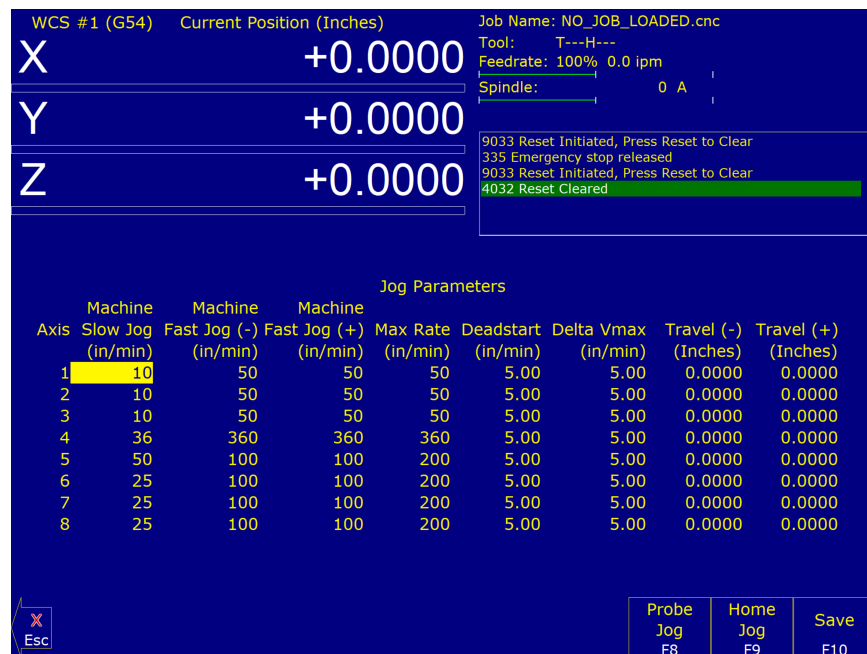 WCS #1 (G54) Current Position (Inches)
X +0.0000
Y +0.0000
Z +0.0000
Job Name: NO_JOB_LOADED.cnc
Tool: T---H---
Feedrate: 100% 0.0 ipm
Spindle: 0 A
9033 Reset Initiated, Press Reset to Clear
335 Emergency stop released
9033 Reset Initiated, Press Reset to Clear
4032 Reset Cleared
Jog Parameters
Machine Machine Machine
Axis Slow Jog Fast Jog (-) Fast Jog (+) Max Rate Deadstart Delta Vmax Travel (-) Travel (+)
(in/min) (in/min) (in/min) (in/min) (in/min) (in/min) (Inches) (Inches)
1 10 50 50 50 5.00 5.00 0.0000 0.0000
2 10 50 50 50 5.00 5.00 0.0000 0.0000
3 10 50 50 50 5.00 5.00 0.0000 0.0000
4 36 360 360 360 5.00 5.00 0.0000 0.0000
5 50 100 100 200 5.00 5.00 0.0000 0.0000
6 25 100 100 200 5.00 5.00 0.0000 0.0000
7 25 100 100 200 5.00 5.00 0.0000 0.0000
8 25 100 100 200 5.00 5.00 0.0000 0.0000
X
Esc
Probe
Jog
F8
Home
Jog
F9
Save
F10